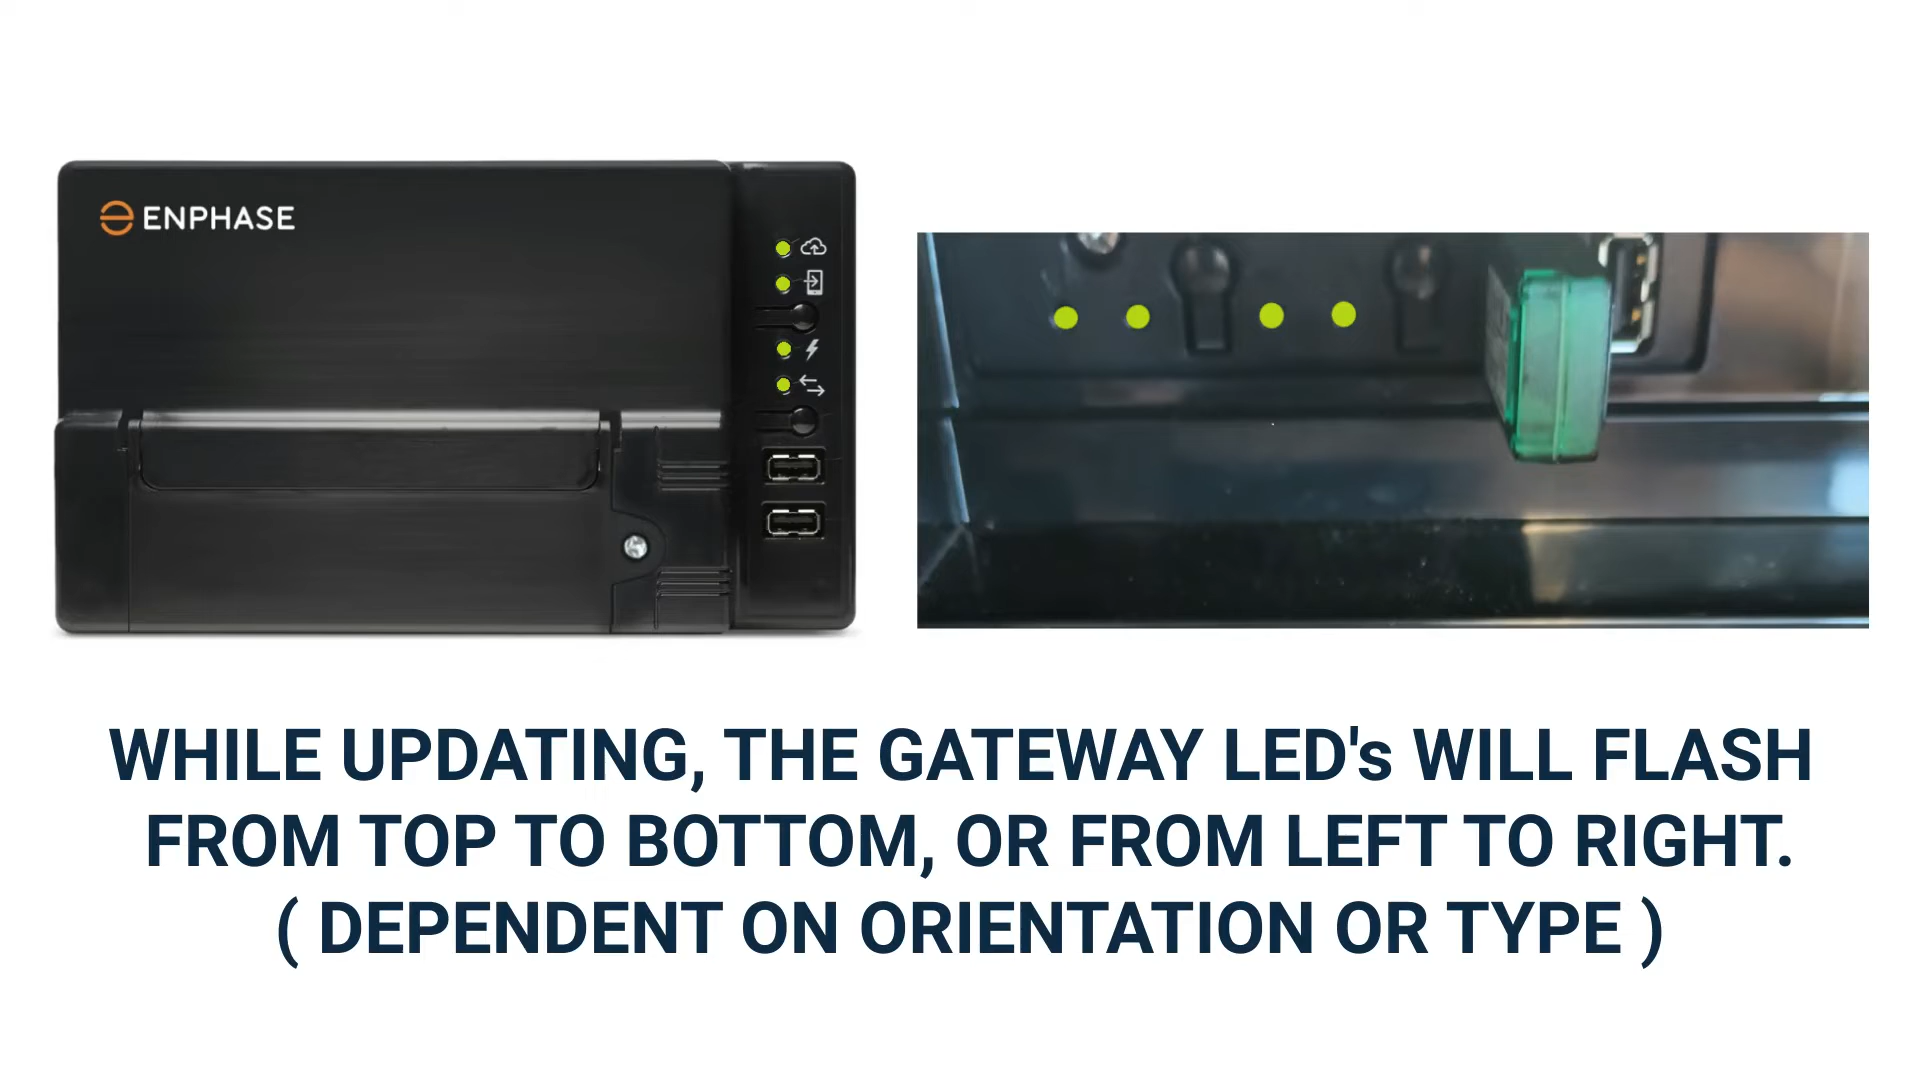 ENPHASE
WHILE UPDATING, THE GATEWAY LED's WILL FLASH
FROM TOP TO BOTTOM, OR FROM LEFT TO RIGHT.
( DEPENDENT ON ORIENTATION OR TYPE )